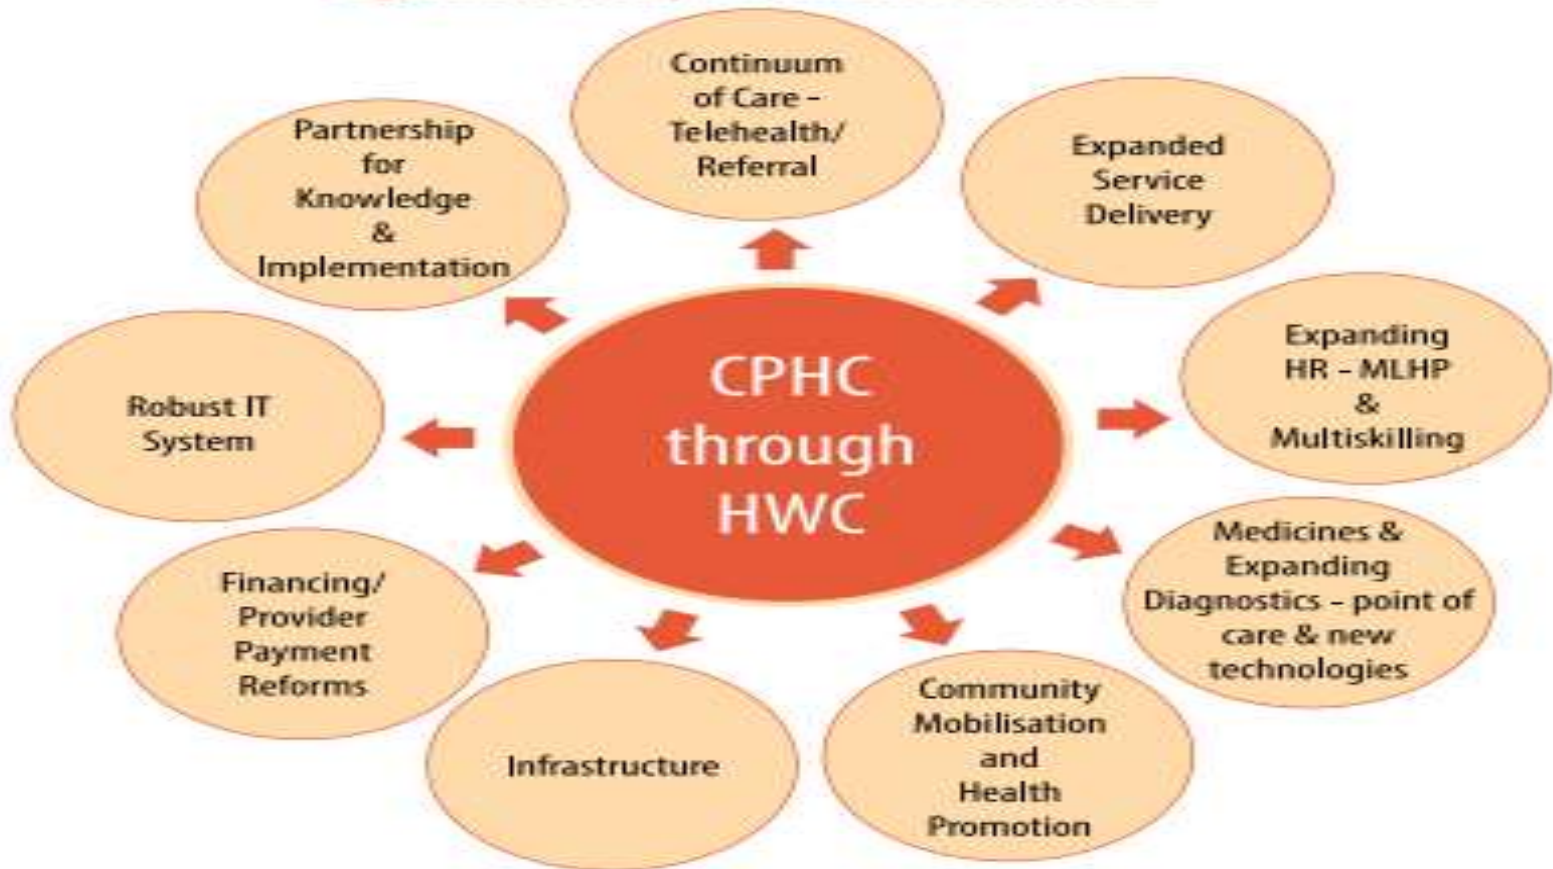 Continuum
of Care –
Telehealth/
Referral
Expanded
Service
Delivery
Expanding
HR – MLHP
&
Multiskilling
Medicines &
Expanding
Diagnostics – point of
care & new
technologies
Community
Mobilisation
and
Health
Promotion
Infrastructure
Financing/
Provider
Payment
Reforms
Robust IT
System
Partnership
for
Knowledge
&
Implementation
CPHC
through
HWC